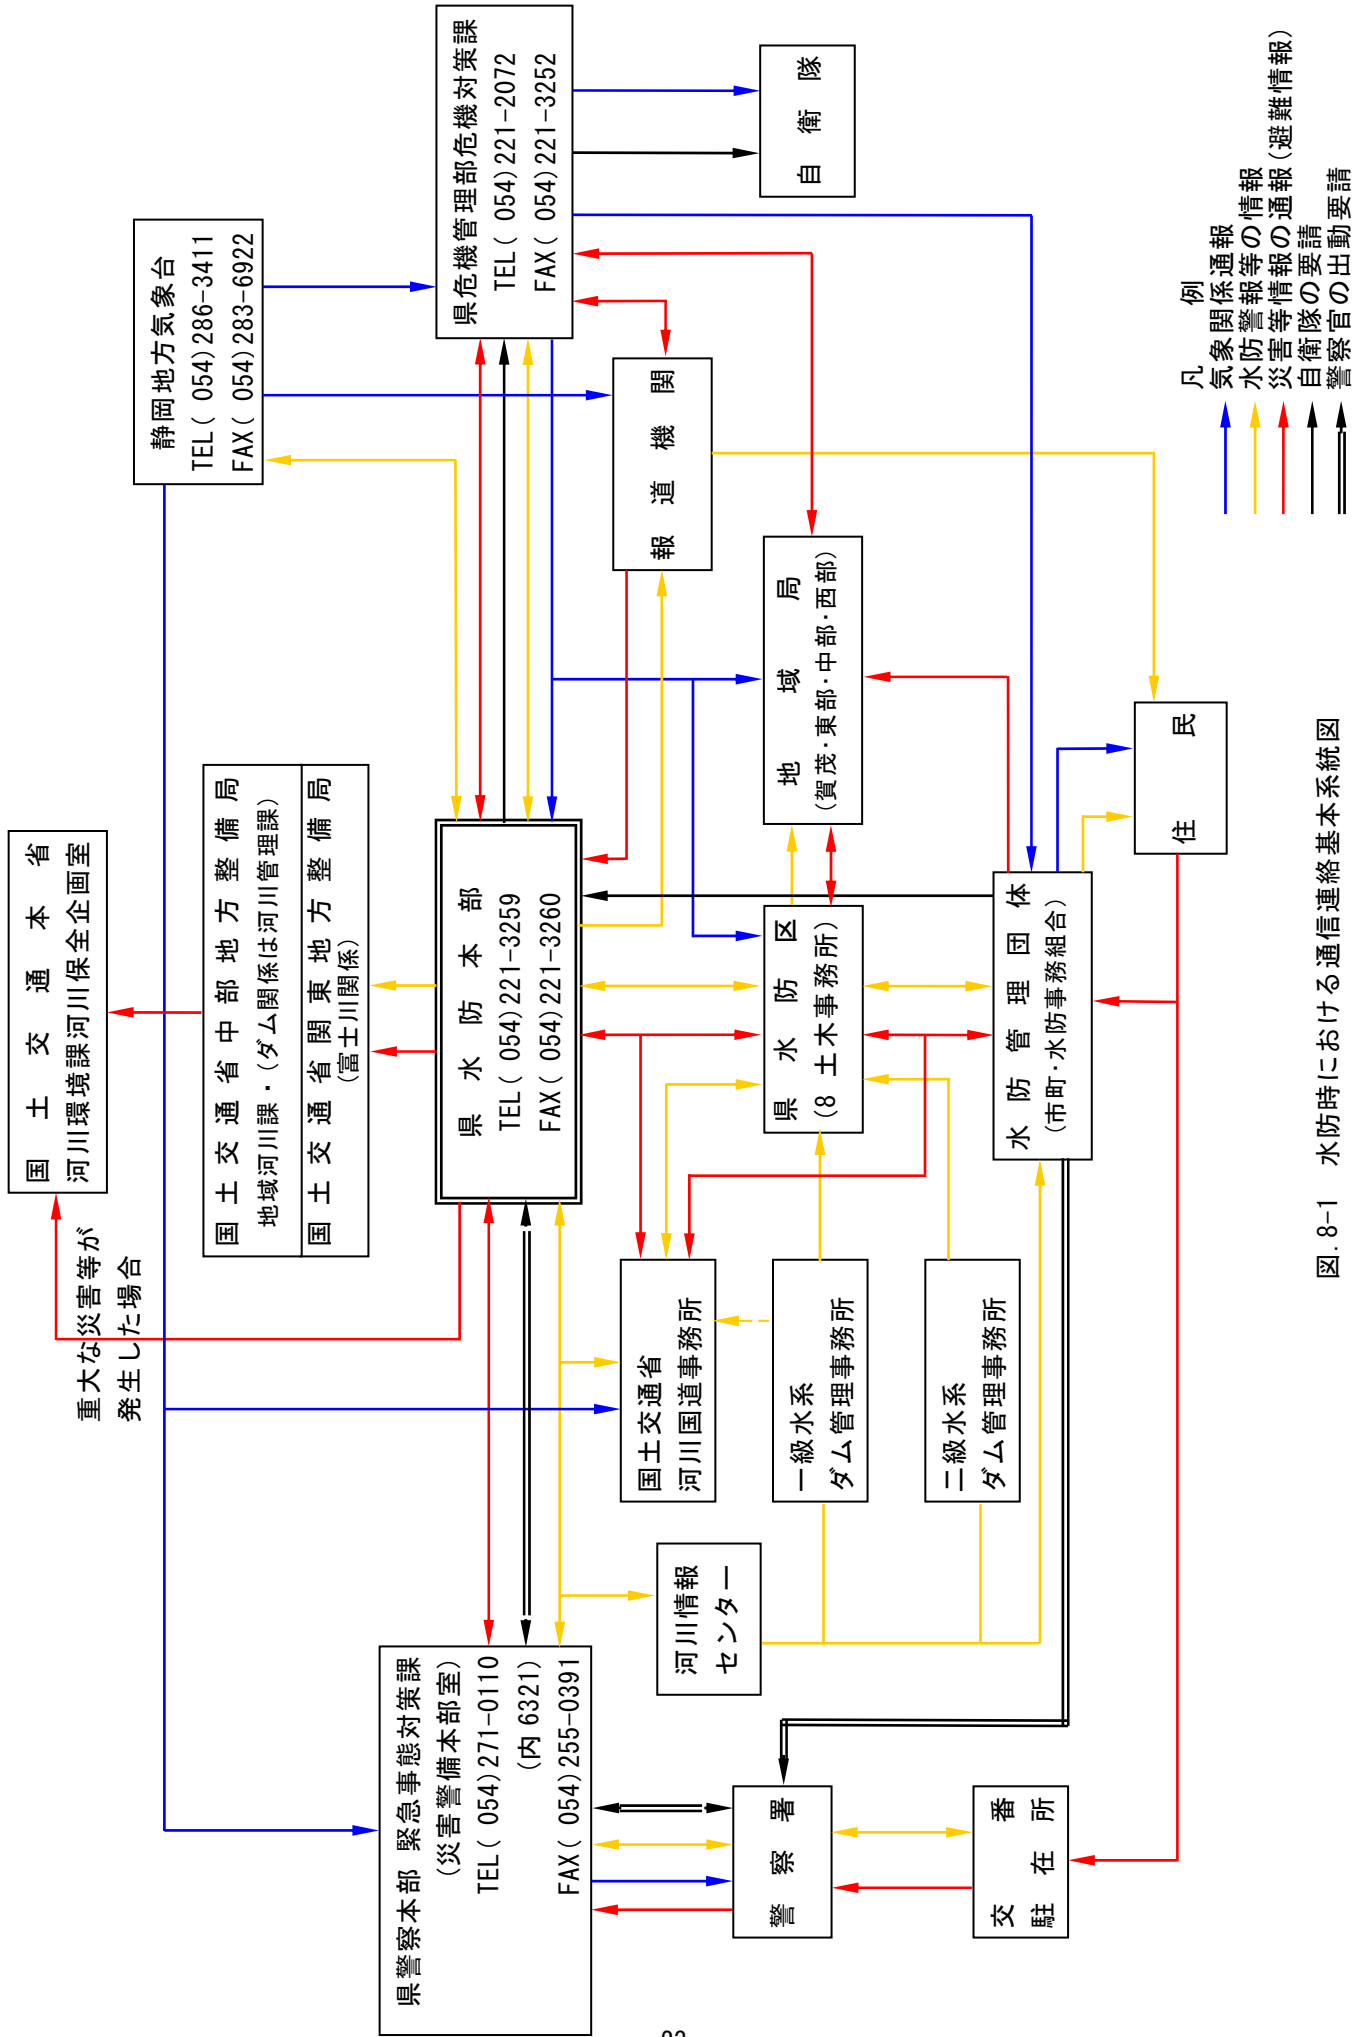 国土交通本省
河川環境課河川保全企画室
重大な災害等が
発生した場合
静岡地方気象台
TEL( 054)286-3411
FAX( 054)283-6922
国土交通省中部地方整備局
地域河川課・(ダム関係は河川管理課)
国土交通省関東地方整備局
(富士川関係)
県警察本部 緊急事態対策課
(災害警備本部室)
TEL( 054)271-0110
(内 6321)
FAX( 054)255-0391
県水防本部
TEL( 054)221-3259
FAX( 054)221-3260
県危機管理部危機対策課
TEL( 054)221-2072
FAX( 054)221-3252
河川情報
センター
国土交通省
河川国道事務所
報道機関
警察署
一級水系
ダム管理事務所
県水防区
(8 土木事務所)
地域局
(賀茂・東部・中部・西部)
自衛隊
交番
駐在所
二級水系
ダム管理事務所
水防管理団体
(市町・水防事務組合)
住民
凡 例
気象関係通報
水防警報等の情報
災害等情報の通報(避難情報)
自衛隊の要請
警察官の出動要請
図.8-1 水防時における通信連絡基本系統図